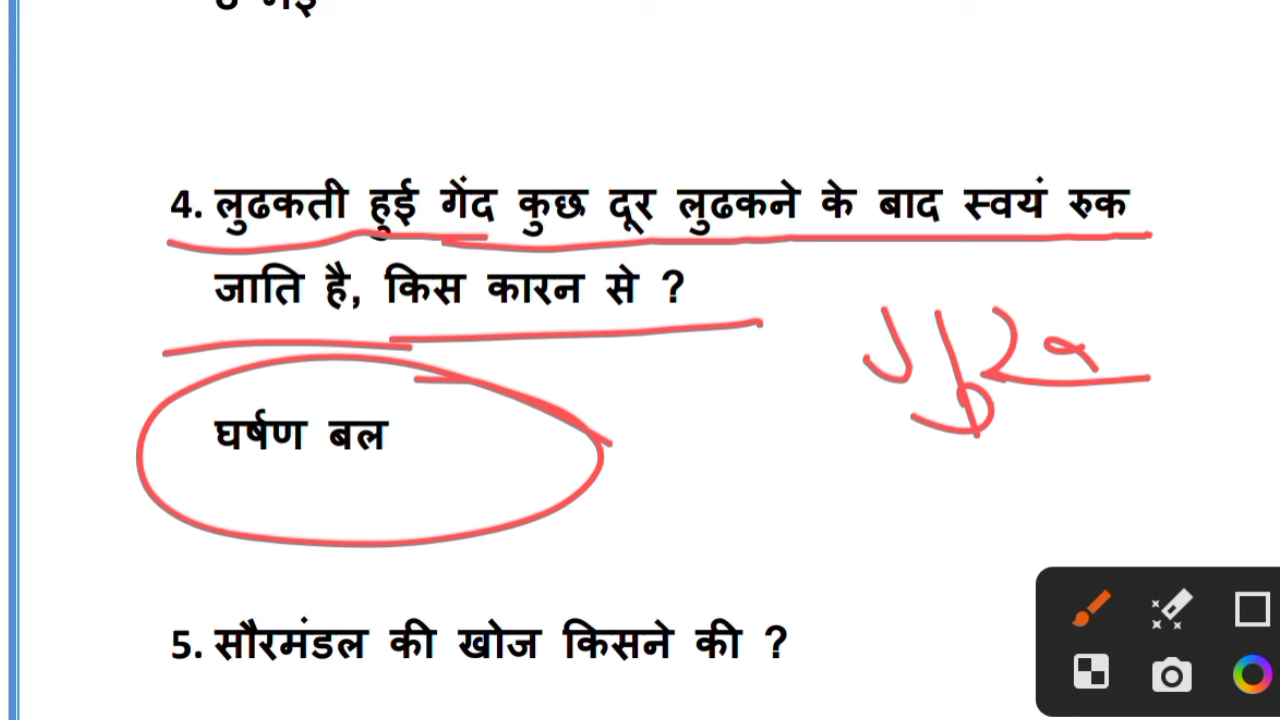 4. लुढकती हुई गेंद कुछ दूर लुढकने के बाद स्वयं रुक
जाति है, किस कारन से ?
घर्षण बल
5. सौरमंडल की खोज किसने की ?